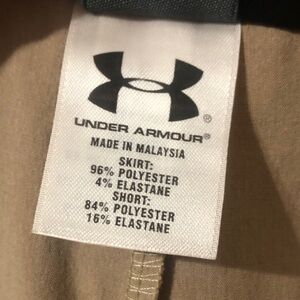 UNDER ARMOUR®
MADE IN MALAYSIA
SKIRT:
96% POLYESTER
4% ELASTANE
SHORT:
84% POLYESTER
16% ELASTANE